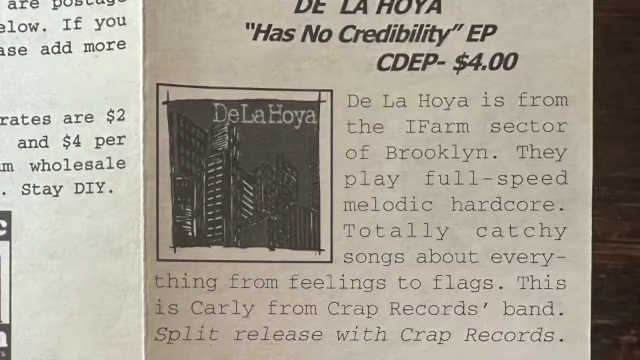 are postage
below. If you
ase add more
rates are $2
and $4 per
um wholesale
. Stay DIY.
DE LA HOYA
"Has No Credibility" EP
CDEP- $4.00
DeLaHoya
De La Hoya is from
the IFarm sector
of Brooklyn. They
play full-speed
melodic hardcore.
Totally catchy
songs about every-
thing from feelings to flags. This
is Carly from Crap Records' band.
Split release with Crap Records.